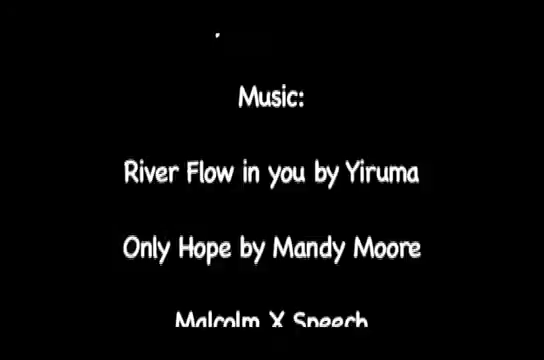 Music:
River Flow in you by Yiruma
Only Hope by Mandy Moore
Malcolm X Speech